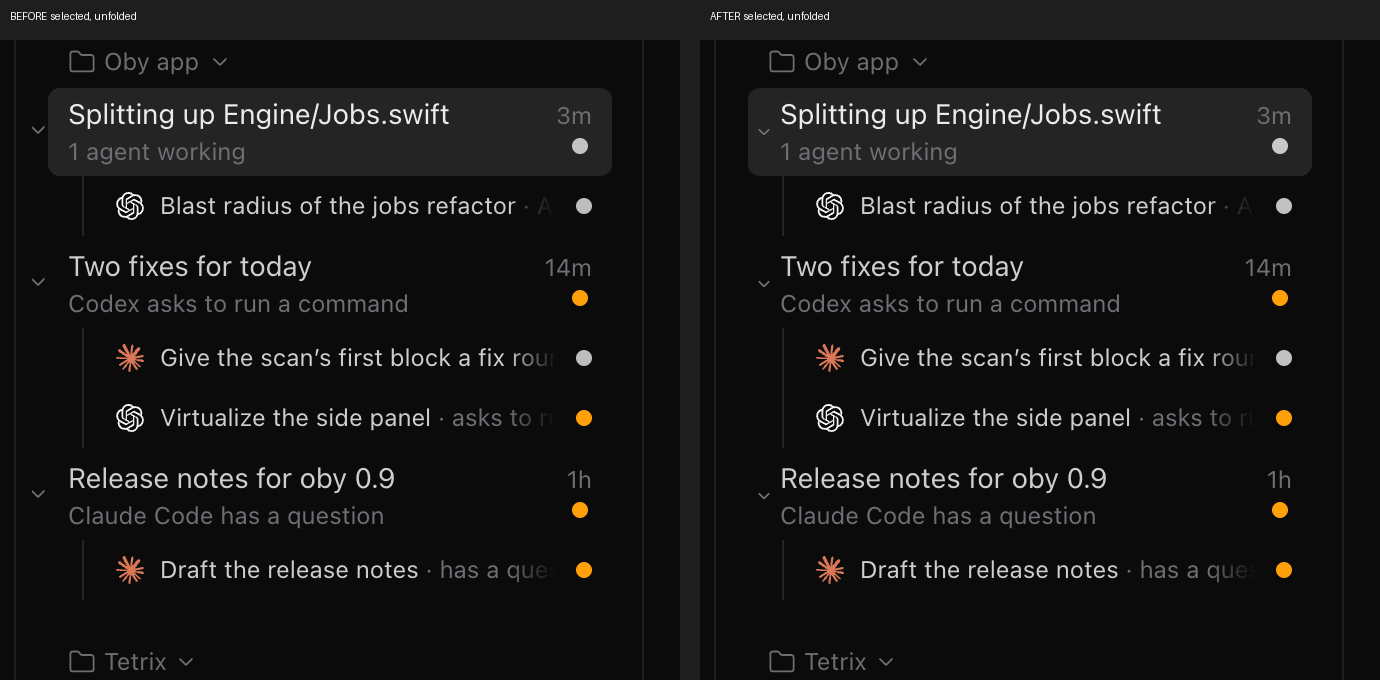 BEFORE selected, unfolded
Oby app
Splitting up Engine/Jobs.swift 3m
1 agent working
Blast radius of the jobs refactor · A
Two fixes for today 14m
Codex asks to run a command
Give the scan’s first block a fix
Virtualize the side panel · asks to
Release notes for oby 0.9 1h
Claude Code has a question
Draft the release notes · has a
Tetrix
AFTER selected, unfolded
Oby app
Splitting up Engine/Jobs.swift 3m
1 agent working
Blast radius of the jobs refactor · A
Two fixes for today 14m
Codex asks to run a command
Give the scan’s first block a fix
Virtualize the side panel · asks to
Release notes for oby 0.9 1h
Claude Code has a question
Draft the release notes · has a
Tetrix